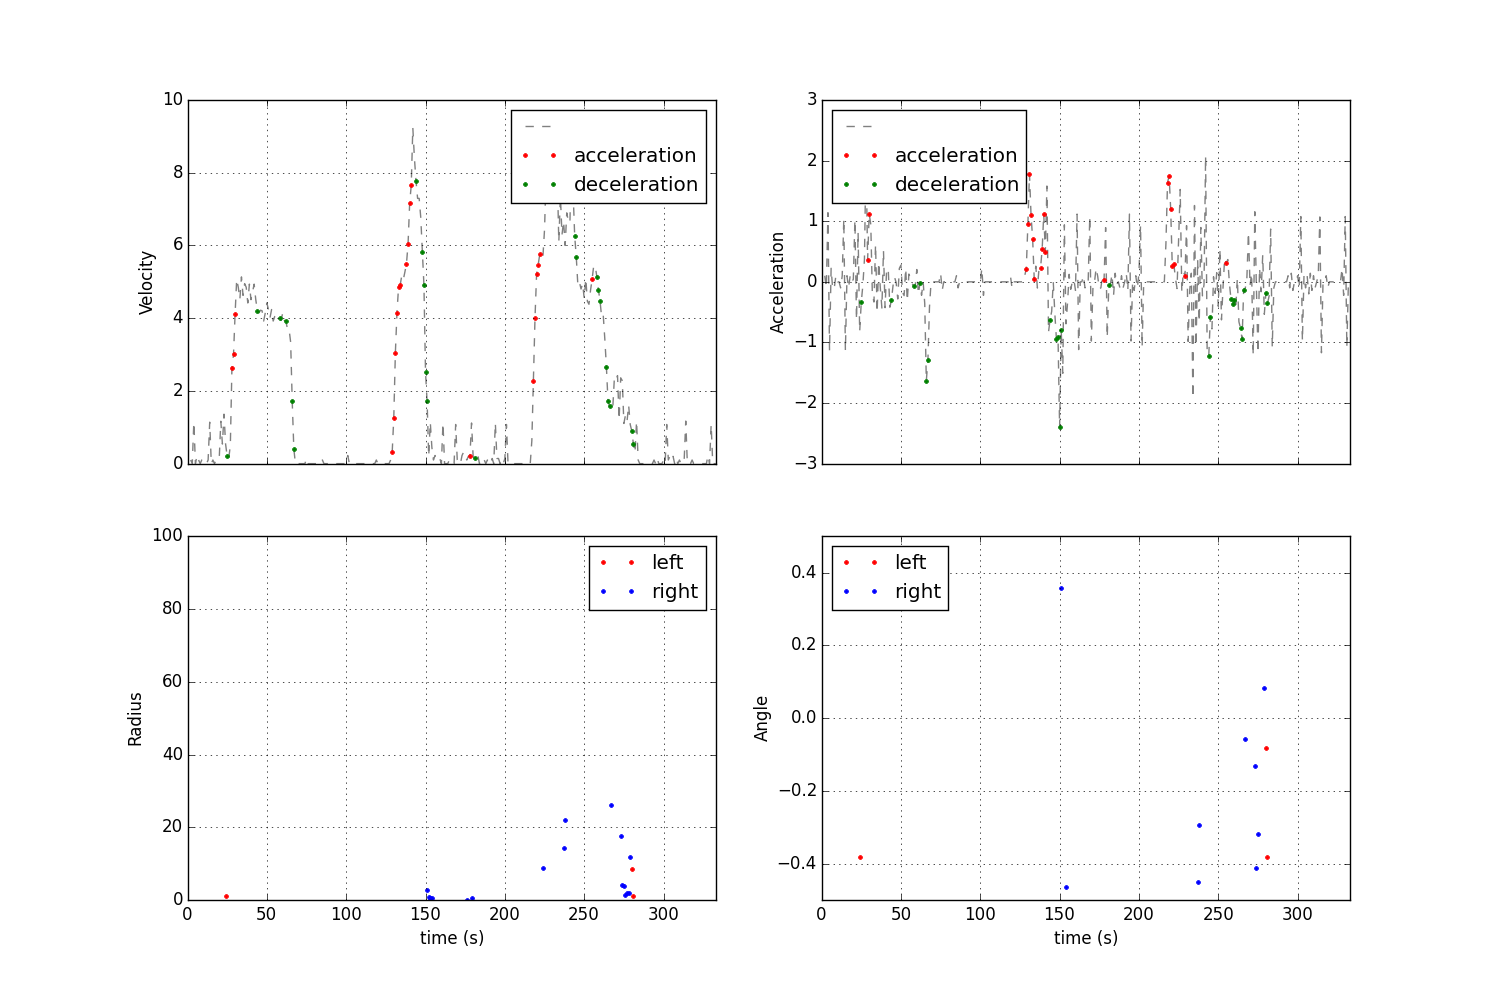 10
8
6
4
2
0
Velocity
acceleration
deceleration
3
2
1
0
−1
−2
−3
Acceleration
acceleration
deceleration
100
80
60
40
20
0
Radius
left
right
0 50 100 150 200 250 300
time (s)
0.4
0.2
0.0
−0.2
−0.4
Angle
left
right
0 50 100 150 200 250 300
time (s)